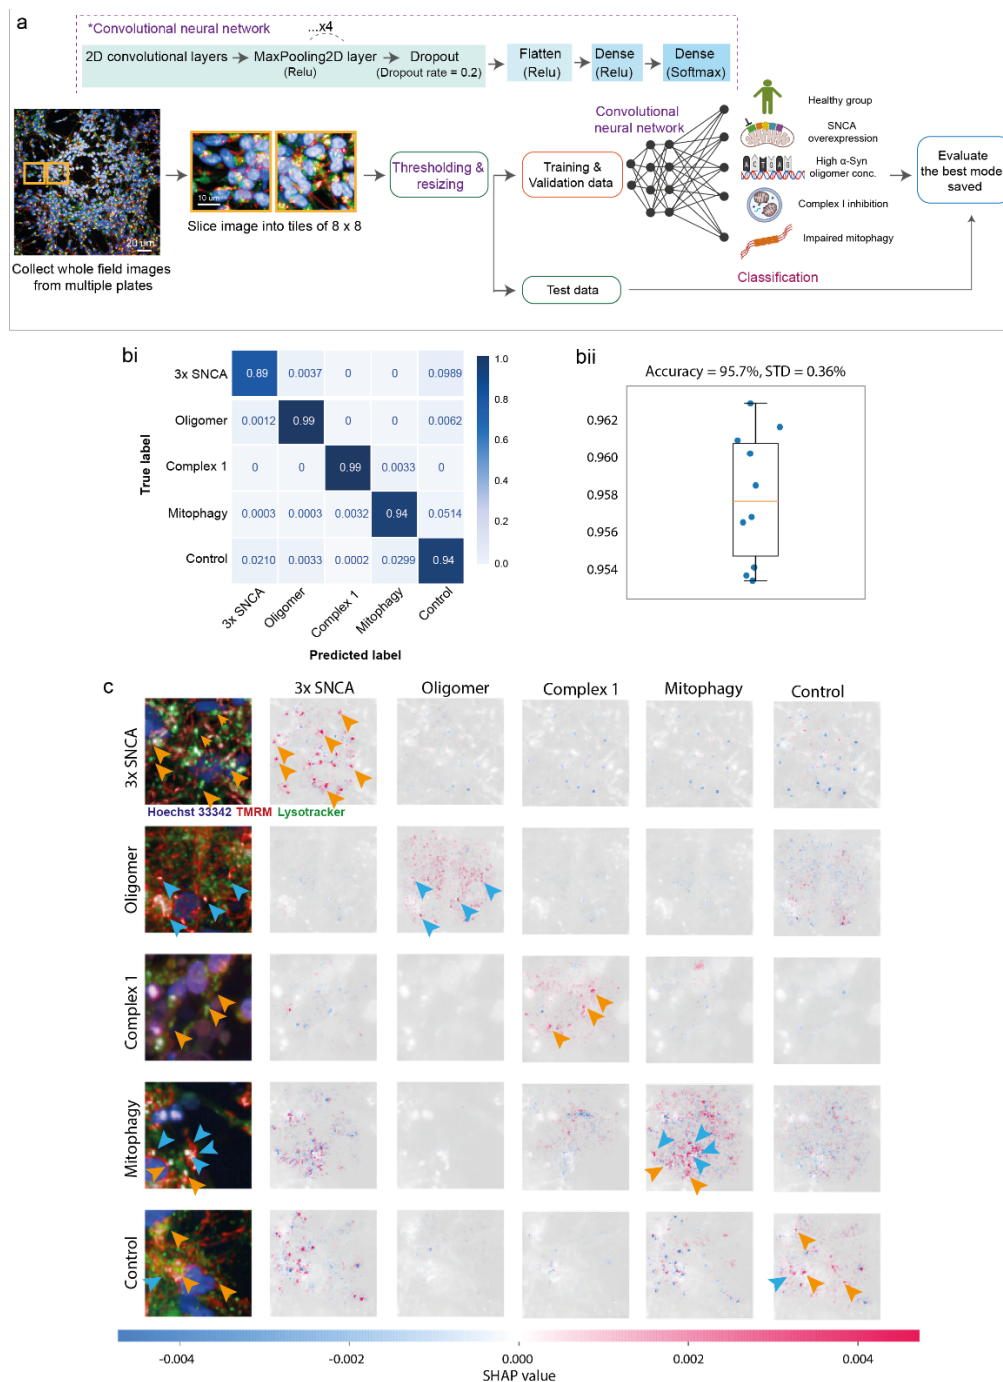 a
*Convolutional neural network
...x4
2D convolutional layers
MaxPooling2D layer
(Relu)
Dropout
(Dropout rate = 0.2)
Flatten
(Relu)
Dense
(Relu)
Dense
(Softmax)
20 um
Collect whole field images
from multiple plates
10 um
Slice image into tiles of 8 x 8
Thresholding &
resizing
Training &
Validation data
Test data
Convolutional
neural network
Healthy group
SNCA
overexpression
High α-Syn
oligomer conc.
Complex I inhibition
Impaired mitophagy
Classification
Evaluate
the best mode
saved
bi
True label
3x SNCA
0.89 0.0037 0 0 0.0989
Oligomer
0.0012 0.99 0 0 0.0062
Complex 1
0 0 0.99 0.0033 0
Mitophagy
0.0003 0.0003 0.0032 0.94 0.0514
Control
0.0210 0.0033 0.0002 0.0299 0.94
3x SNCA
Oligomer
Complex 1
Mitophagy
Control
Predicted label
1.0
0.8
0.6
0.4
0.2
0.0
bii
Accuracy = 95.7%, STD = 0.36%
0.962
0.960
0.958
0.956
0.954
c
3x SNCA Oligomer Complex 1 Mitophagy Control
3x SNCA
Hoechst 33342 TMRM Lysotracker
Oligomer
Complex 1
Mitophagy
Control
-0.004 -0.002 0.000 0.002 0.004
SHAP value